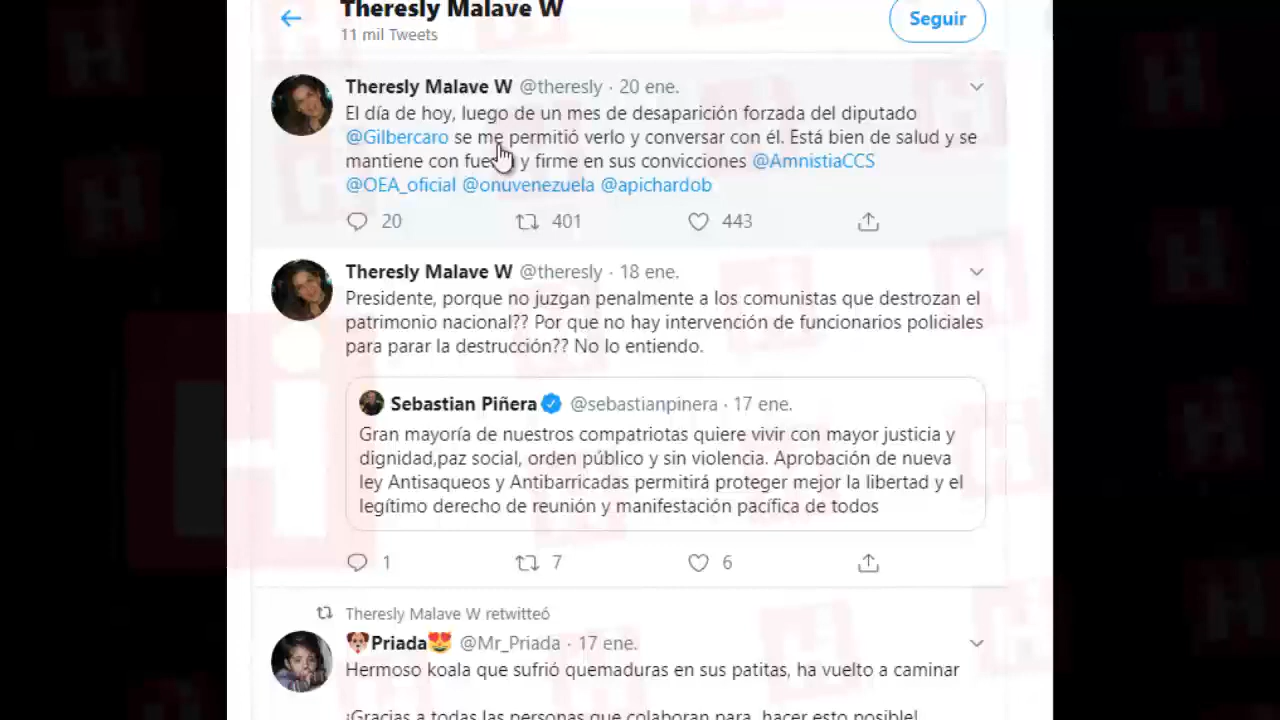 Theresly Malave W
Seguir
11 mil Tweets
Theresly Malave W @theresly · 20 ene.
El día de hoy, luego de un mes de desaparición forzada del diputado
@Gilbercaro se me permitió verlo y conversar con él. Está bien de salud y se
mantiene con y firme en sus convicciones @AmnistiaCCS
@OEA_oficial @onuvenezuela @apichardob
20 401 443
Theresly Malave W @theresly · 18 ene.
Presidente, porque no juzgan penalmente a los comunistas que destrozan el
patrimonio nacional?? Por que no hay intervención de funcionarios policiales
para parar la destrucción?? No lo entiendo.
Sebastian Piñera @sebastianpinera · 17 ene.
Gran mayoría de nuestros compatriotas quiere vivir con mayor justicia y
dignidad,paz social, orden público y sin violencia. Aprobación de nueva
ley Antisaqueos y Antibarricadas permitirá proteger mejor la libertad y el
legítimo derecho de reunión y manifestación pacífica de todos
1 7 6
Theresly Malave W retwitteó
🐶Priada😍 @Mr_Priada · 17 ene.
Hermoso koala que sufrió quemaduras en sus patitas, ha vuelto a caminar
¡Gracias a todas las personas que colaboran para hacer esto posible!